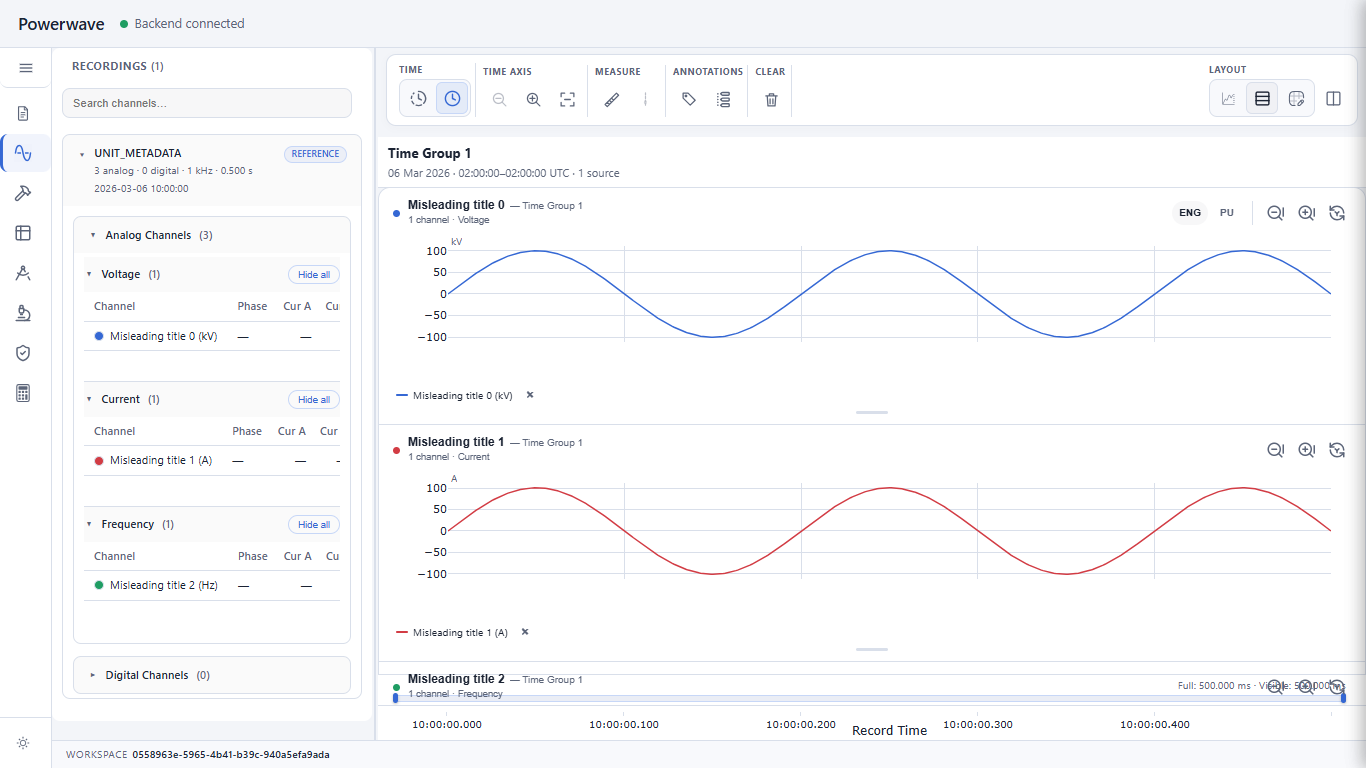 Powerwave
Backend connected
RECORDINGS (1)
Search channels...
UNIT_METADATA
REFERENCE
3 analog · 0 digital · 1 kHz · 0.500 s
2026-03-06 10:00:00
Analog Channels (3)
Voltage (1)
Hide all
Channel Phase Cur A Cu
Misleading title 0 (kV) — —
Current (1)
Hide all
Channel Phase Cur A Cur
Misleading title 1 (A) — — -
Frequency (1)
Hide all
Channel Phase Cur A Cu
Misleading title 2 (Hz) — —
Digital Channels (0)
TIME
TIME AXIS
MEASURE
ANNOTATIONS
CLEAR
LAYOUT
Time Group 1
06 Mar 2026 · 02:00:00–02:00:00 UTC · 1 source
Misleading title 0 — Time Group 1
1 channel · Voltage
ENG PU
kV
100
50
0
−50
−100
Misleading title 0 (kV) ×
Misleading title 1 — Time Group 1
1 channel · Current
A
100
50
0
−50
−100
Misleading title 1 (A) ×
Misleading title 2 — Time Group 1
1 channel · Frequency
Full: 500.000 ms · Visible: 500.000 ms
10:00:00.000 10:00:00.100 10:00:00.200 10:00:00.300 10:00:00.400
Record Time
WORKSPACE 0558963e-5965-4b41-b39c-940a5efa9ada